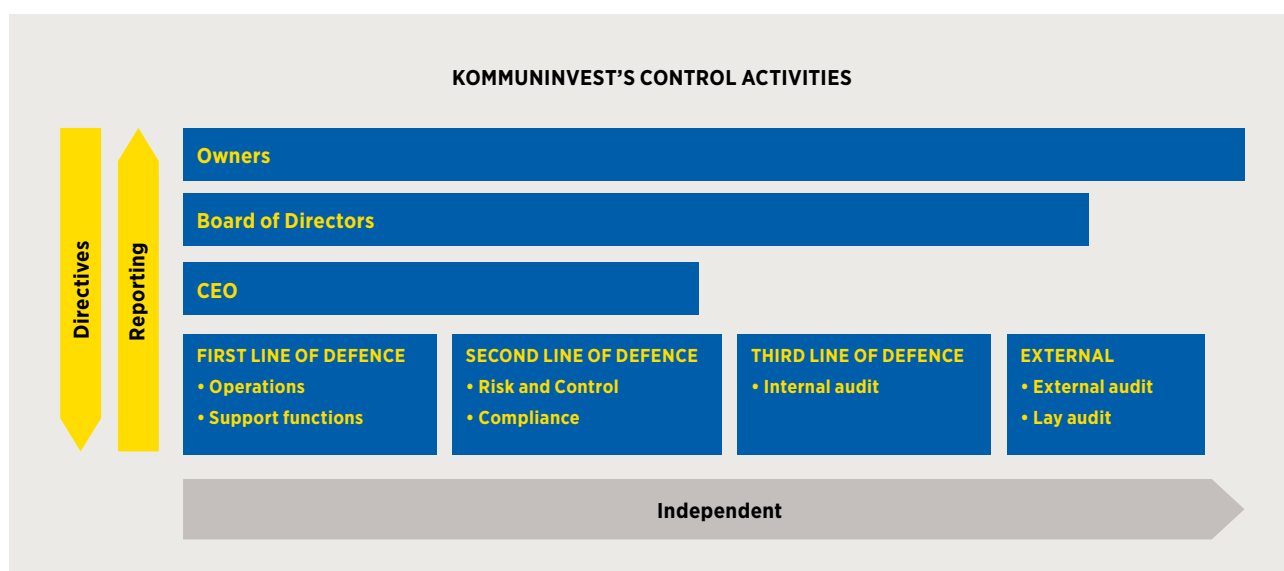 KOMMUNINVEST’S CONTROL ACTIVITIES
Directives
Reporting
Owners
Board of Directors
CEO
FIRST LINE OF DEFENCE
• Operations
• Support functions
SECOND LINE OF DEFENCE
• Risk and Control
• Compliance
THIRD LINE OF DEFENCE
• Internal audit
EXTERNAL
• External audit
• Lay audit
Independent